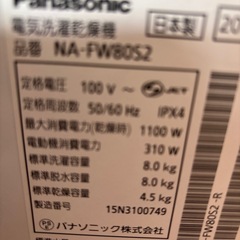 Panasonic
電気洗濯乾燥機 日本製 20
品番 NA-FW80S2
定格電圧 100 V~ JET
定格周波数 50/60 Hz IPX4
最大消費電力(乾燥時) 1100 W
電動機消費電力 310 W
標準洗濯容量 8.0 kg
標準脱水容量 8.0 kg
標準乾燥容量 4.5 kg
製造番号 15N3100749
パナソニック株式会社
-FW80S2 -R